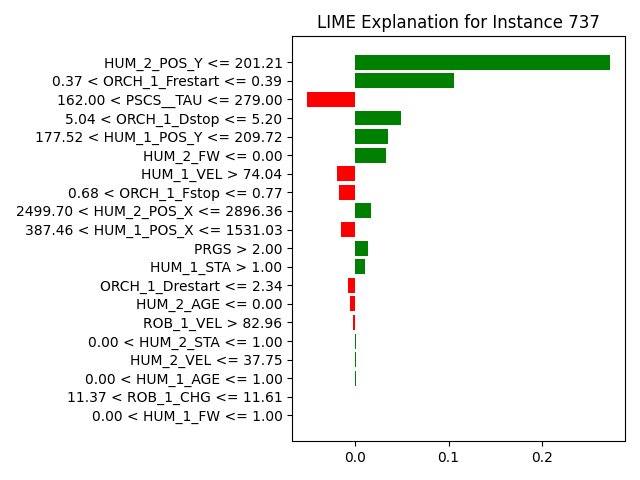 LIME Explanation for Instance 737
HUM_2_POS_Y <= 201.21
0.37 < ORCH_1_Frestart <= 0.39
162.00 < PSCS__TAU <= 279.00
5.04 < ORCH_1_Dstop <= 5.20
177.52 < HUM_1_POS_Y <= 209.72
HUM_2_FW <= 0.00
HUM_1_VEL > 74.04
0.68 < ORCH_1_Fstop <= 0.77
2499.70 < HUM_2_POS_X <= 2896.36
387.46 < HUM_1_POS_X <= 1531.03
PRGS > 2.00
HUM_1_STA > 1.00
ORCH_1_Drestart <= 2.34
HUM_2_AGE <= 0.00
ROB_1_VEL > 82.96
0.00 < HUM_2_STA <= 1.00
HUM_2_VEL <= 37.75
0.00 < HUM_1_AGE <= 1.00
11.37 < ROB_1_CHG <= 11.61
0.00 < HUM_1_FW <= 1.00
0.0 0.1 0.2